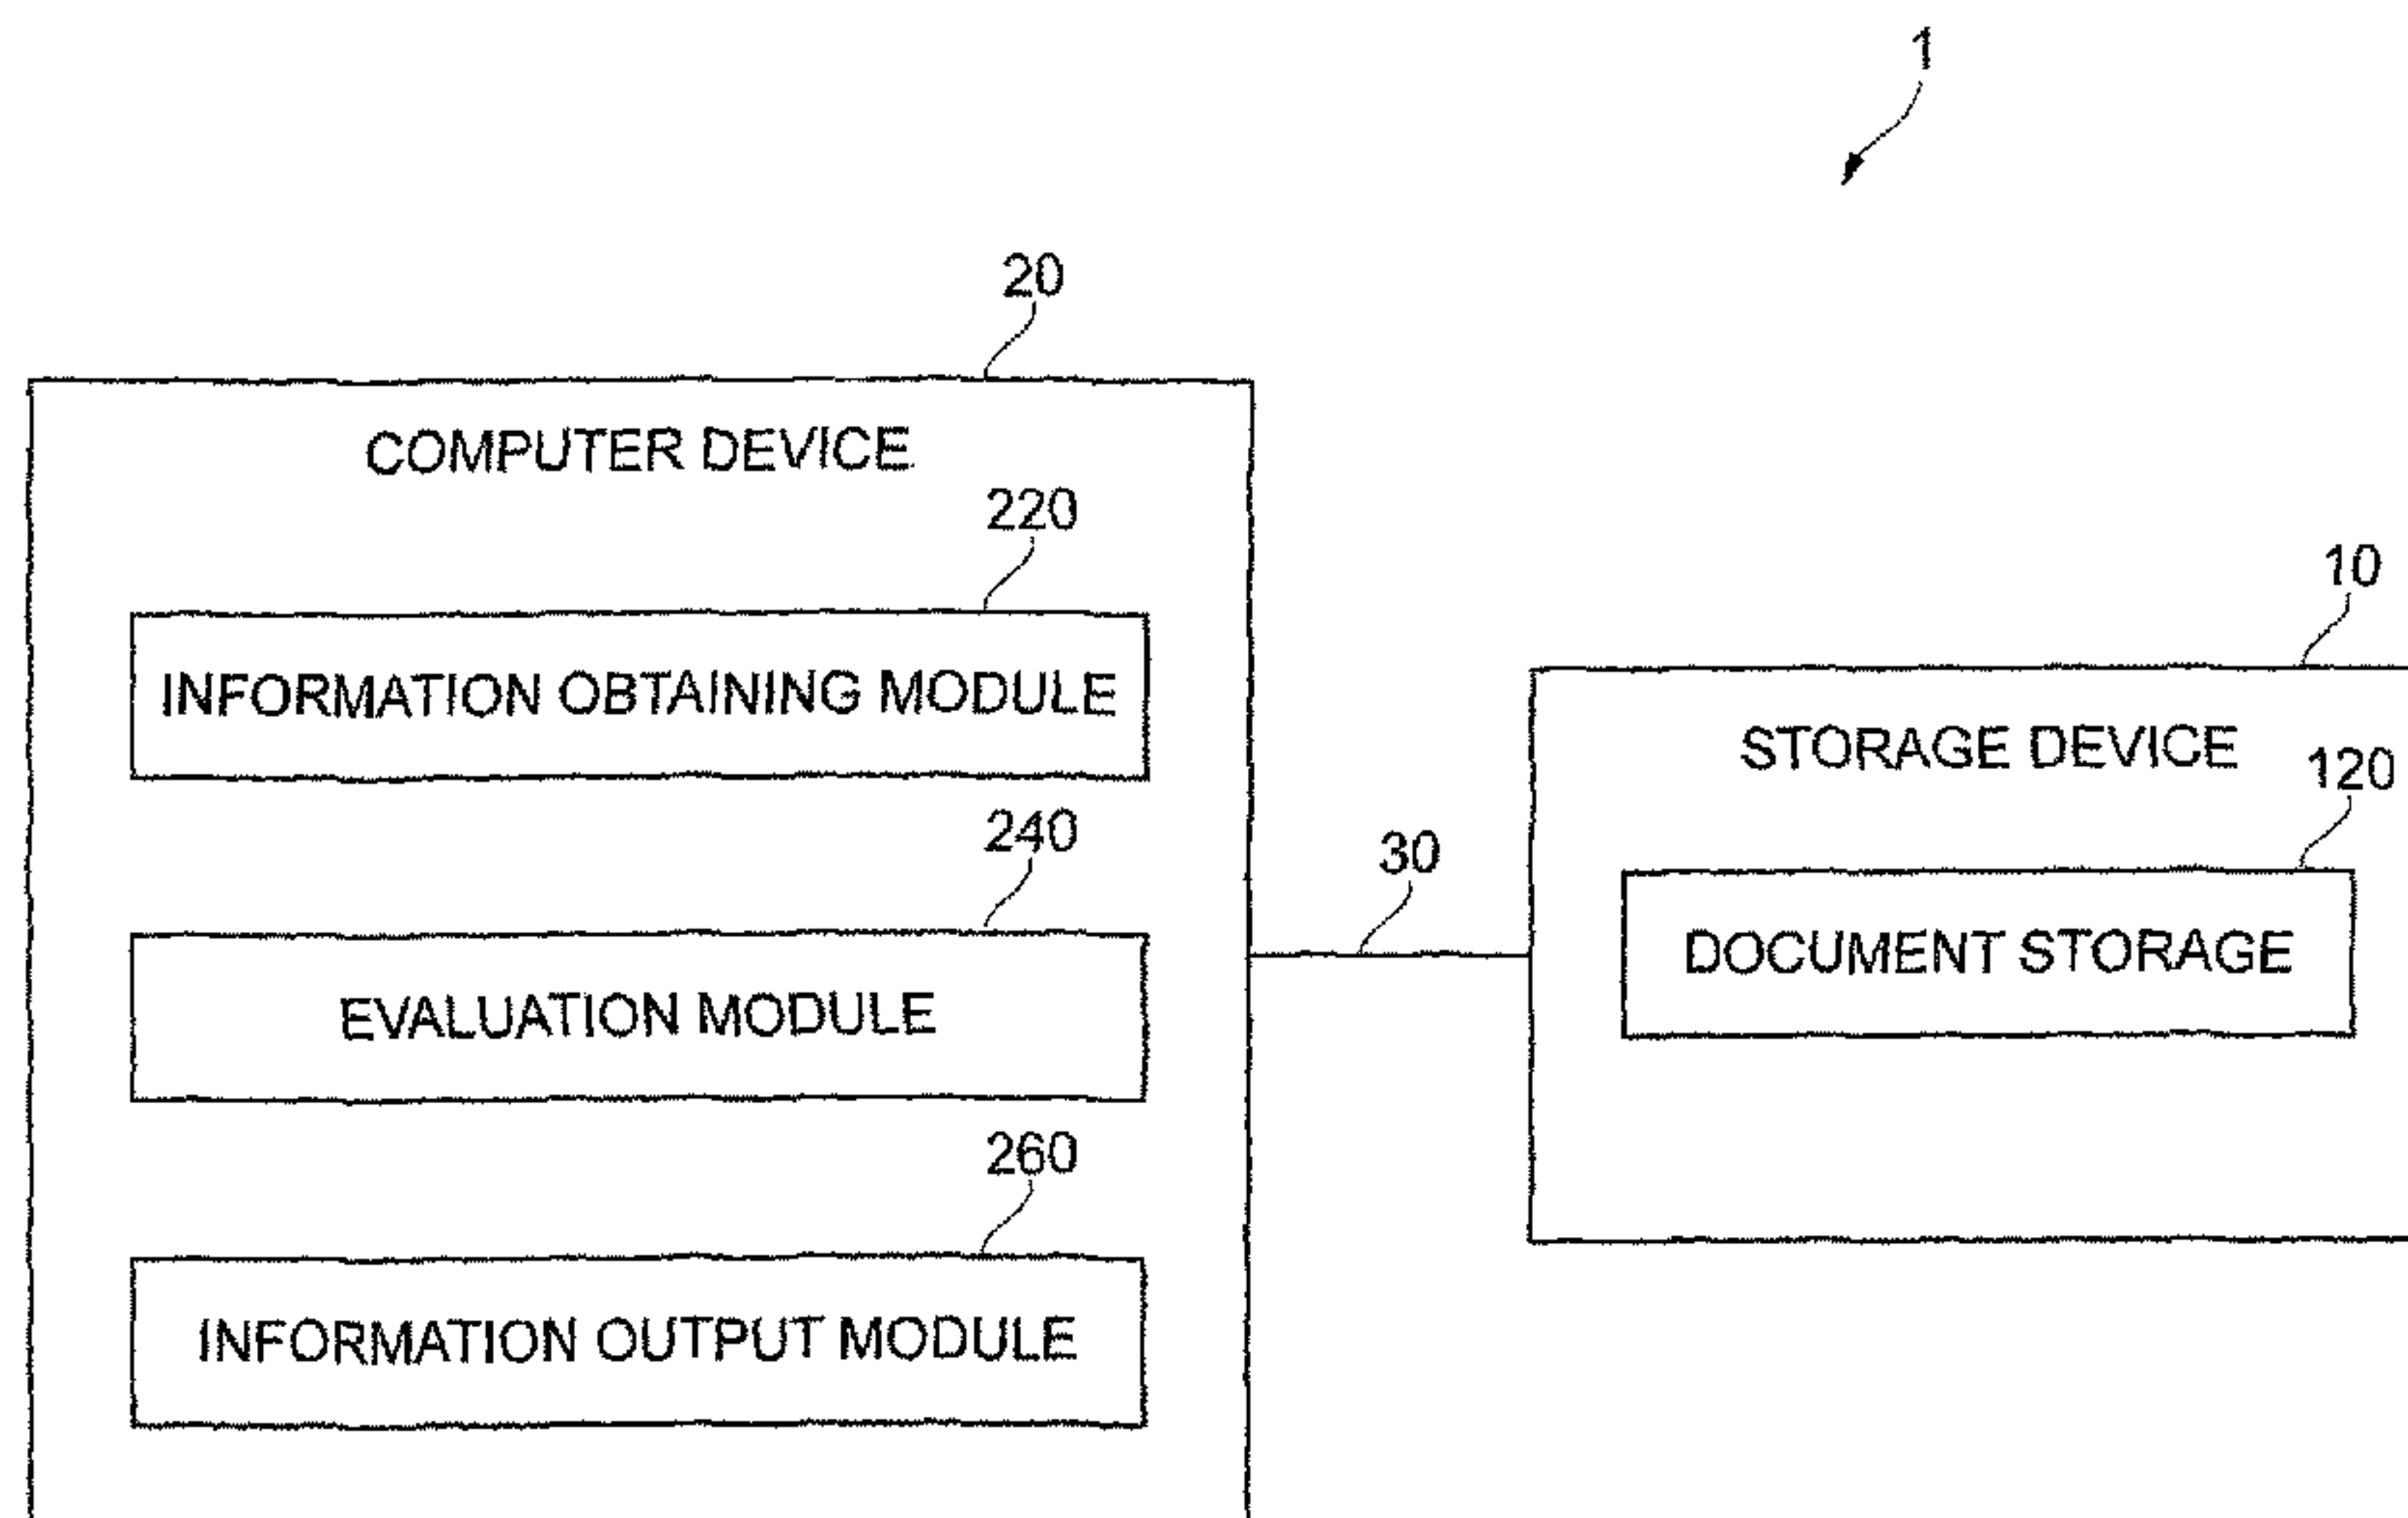 1
20
COMPUTER DEVICE
220
INFORMATION OBTAINING MODULE
240
EVALUATION MODULE
260
INFORMATION OUTPUT MODULE
30
10
STORAGE DEVICE
120
DOCUMENT STORAGE